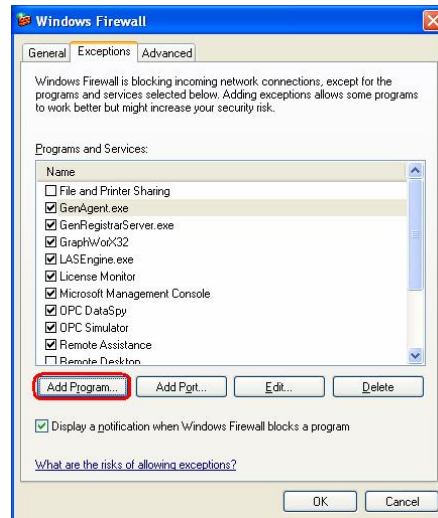 Windows Firewall
General Exceptions Advanced
Windows Firewall is blocking incoming network connections, except for the
programs and services selected below. Adding exceptions allows some programs
to work better but might increase your security risk.
Programs and Services:
Name
File and Printer Sharing
GenAgent.exe
GenRegistrarServer.exe
GraphWorX32
LASEngine.exe
License Monitor
Microsoft Management Console
OPC DataSpy
OPC Simulator
Remote Assistance
Remote Desktop
Add Program... Add Port... Edit... Delete
Display a notification when Windows Firewall blocks a program
What are the risks of allowing exceptions?
OK Cancel